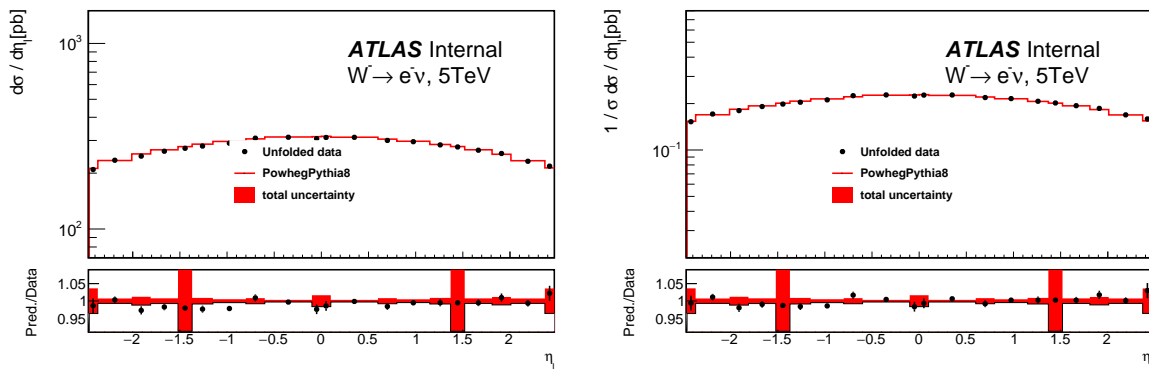 dσ / dη_l[pb]
10³
10²
ATLAS Internal
W⁻→ e⁻ν, 5TeV
Unfolded data
PowhegPythia8
total uncertainty
Pred./Data
1.05
1
0.95
−2 −1.5 −1 −0.5 0 0.5 1 1.5 2
η_l
1 / σ dσ / dη_l[pb]
10⁻¹
ATLAS Internal
W⁻→ e⁻ν, 5TeV
Unfolded data
PowhegPythia8
total uncertainty
Pred./Data
1.05
1
0.95
−2 −1.5 −1 −0.5 0 0.5 1 1.5 2
η